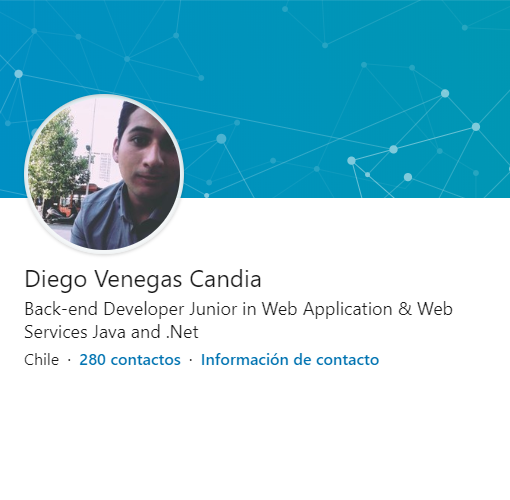 Diego Venegas Candia
Back-end Developer Junior in Web Application & Web
Services Java and .Net
Chile · 280 contactos · Información de contacto